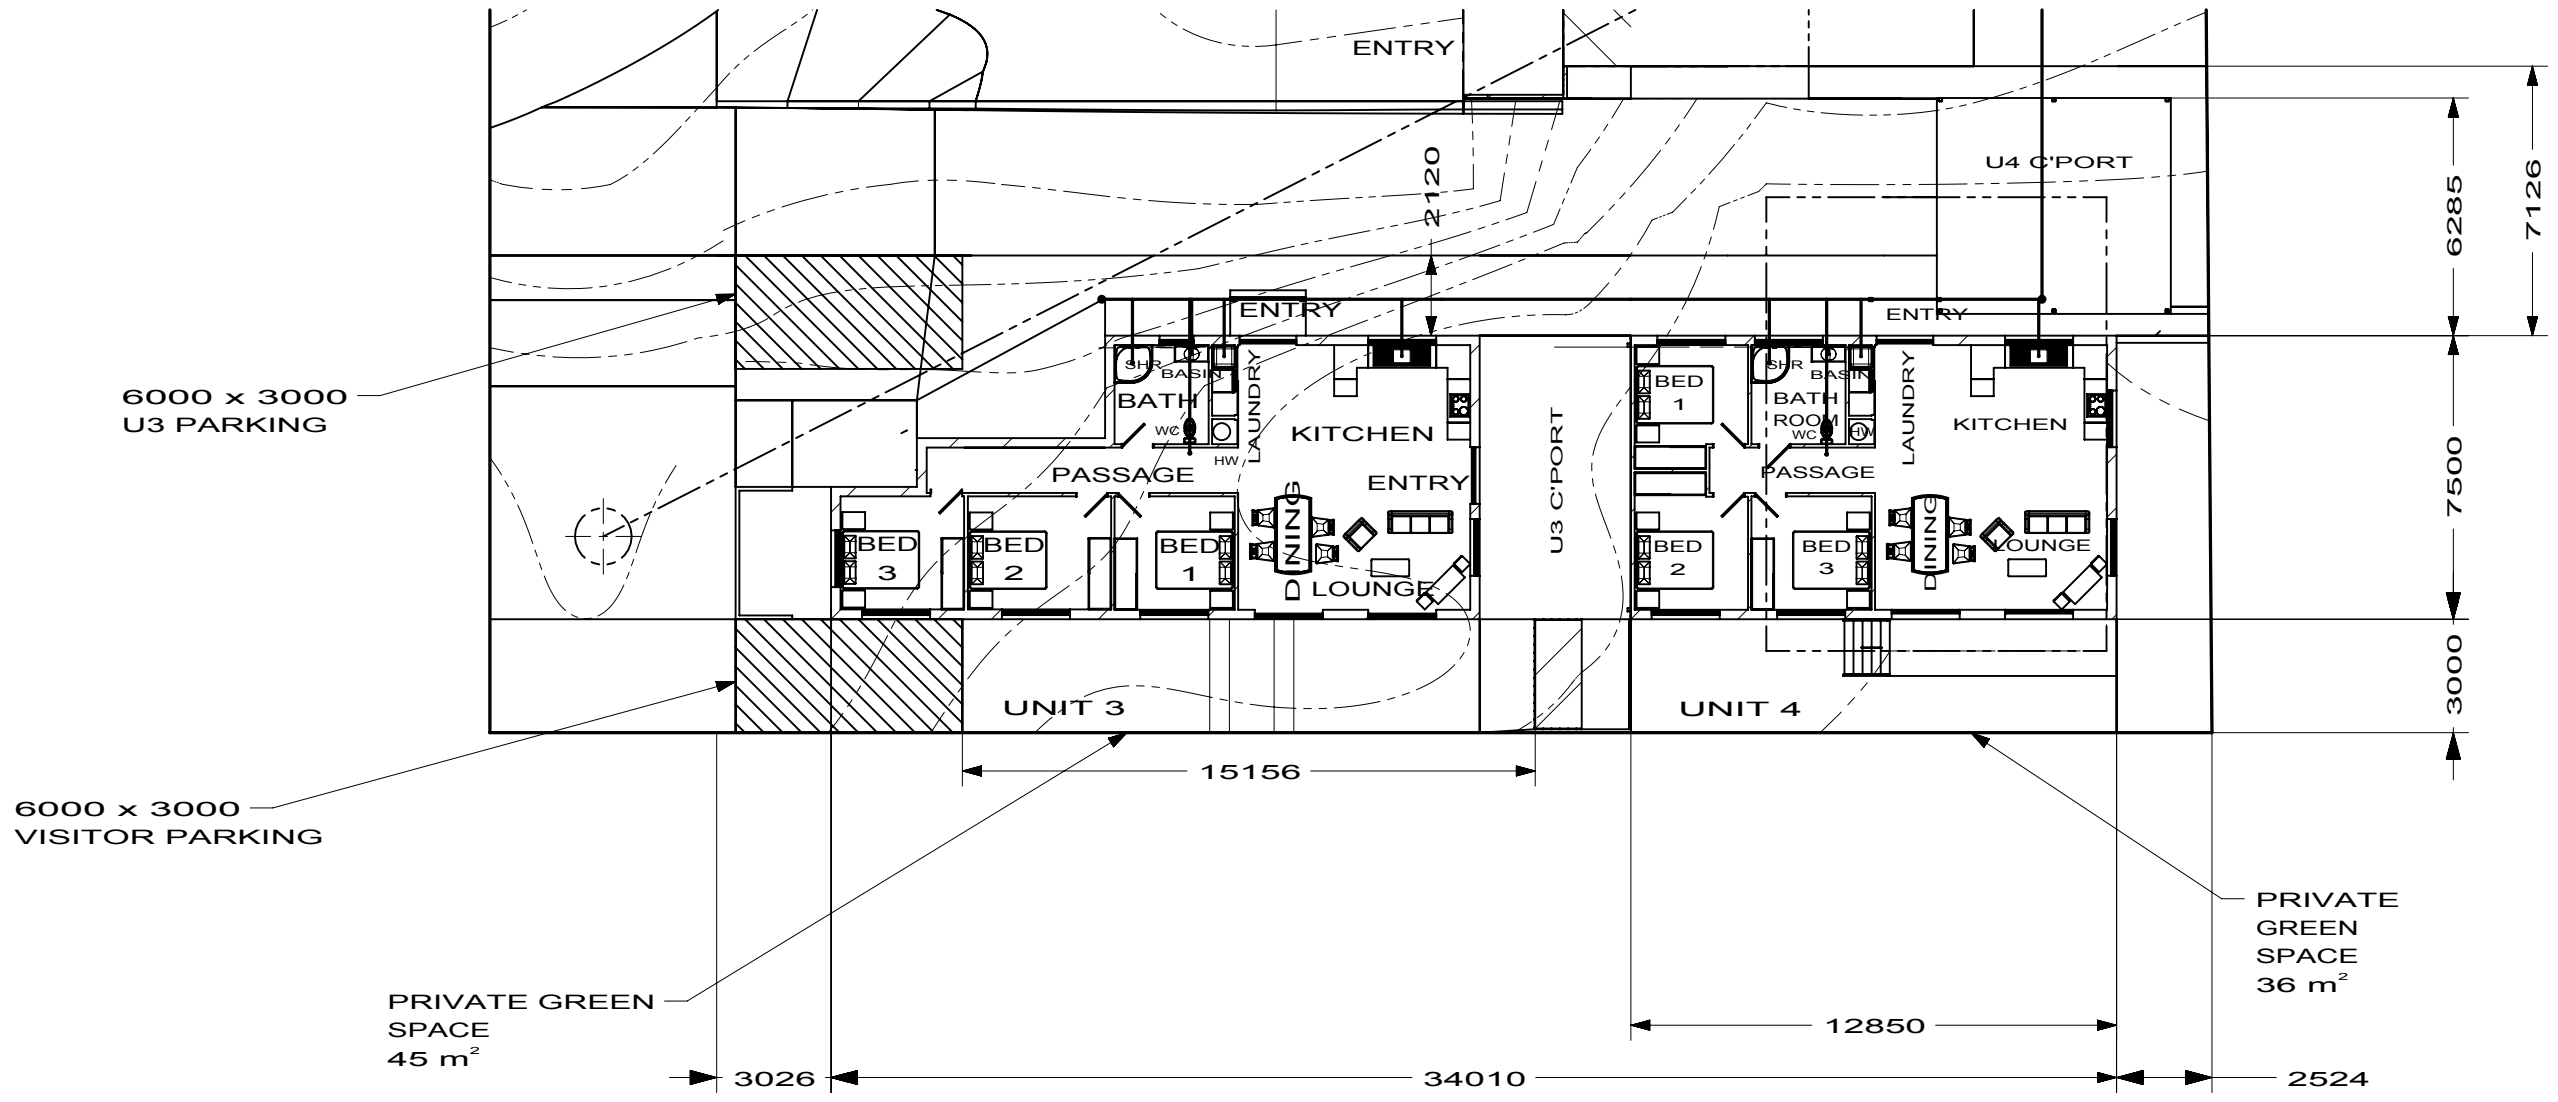 ENTRY
U4 C'PORT
2120
6285
7126
ENTRY
ENTRY
6000 x 3000
U3 PARKING
SHR
BASIN
BATH
WC
LAUNDRY
HW
KITCHEN
PASSAGE
ENTRY
DINING
LOUNGE
BED
3
BED
2
BED
1
U3 C'PORT
BED
1
SHR
BASIN
BATH
ROOM
WC
HW
LAUNDRY
KITCHEN
PASSAGE
DINING
LOUNGE
BED
2
BED
3
7500
3000
UNIT 3
UNIT 4
15156
6000 x 3000
VISITOR PARKING
PRIVATE
GREEN
SPACE
36 m²
PRIVATE GREEN
SPACE
45 m²
12850
3026
34010
2524